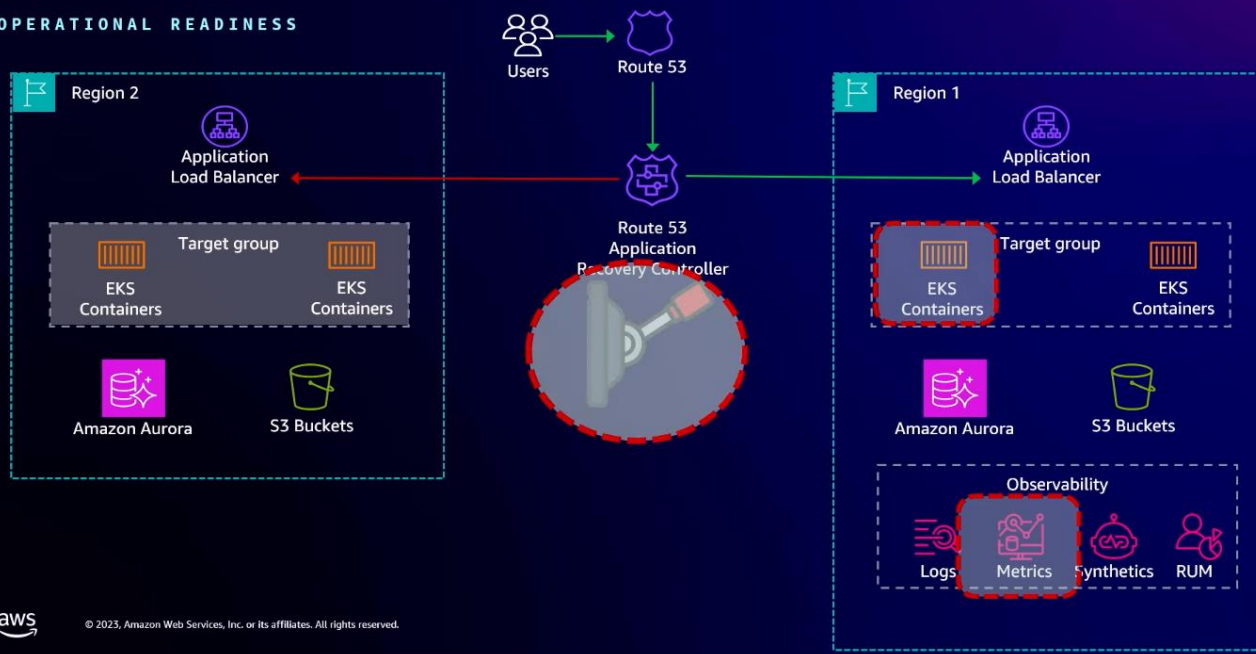 OPERATIONAL READINESS
Users
Route 53
Region 2
Application
Load Balancer
Target group
EKS
Containers
EKS
Containers
Amazon Aurora
S3 Buckets
Route 53
Application
Recovery Controller
Region 1
Application
Load Balancer
Target group
EKS
Containers
EKS
Containers
Amazon Aurora
S3 Buckets
Observability
Logs
Metrics
Synthetics
RUM
aws
© 2023, Amazon Web Services, Inc. or its affiliates. All rights reserved.